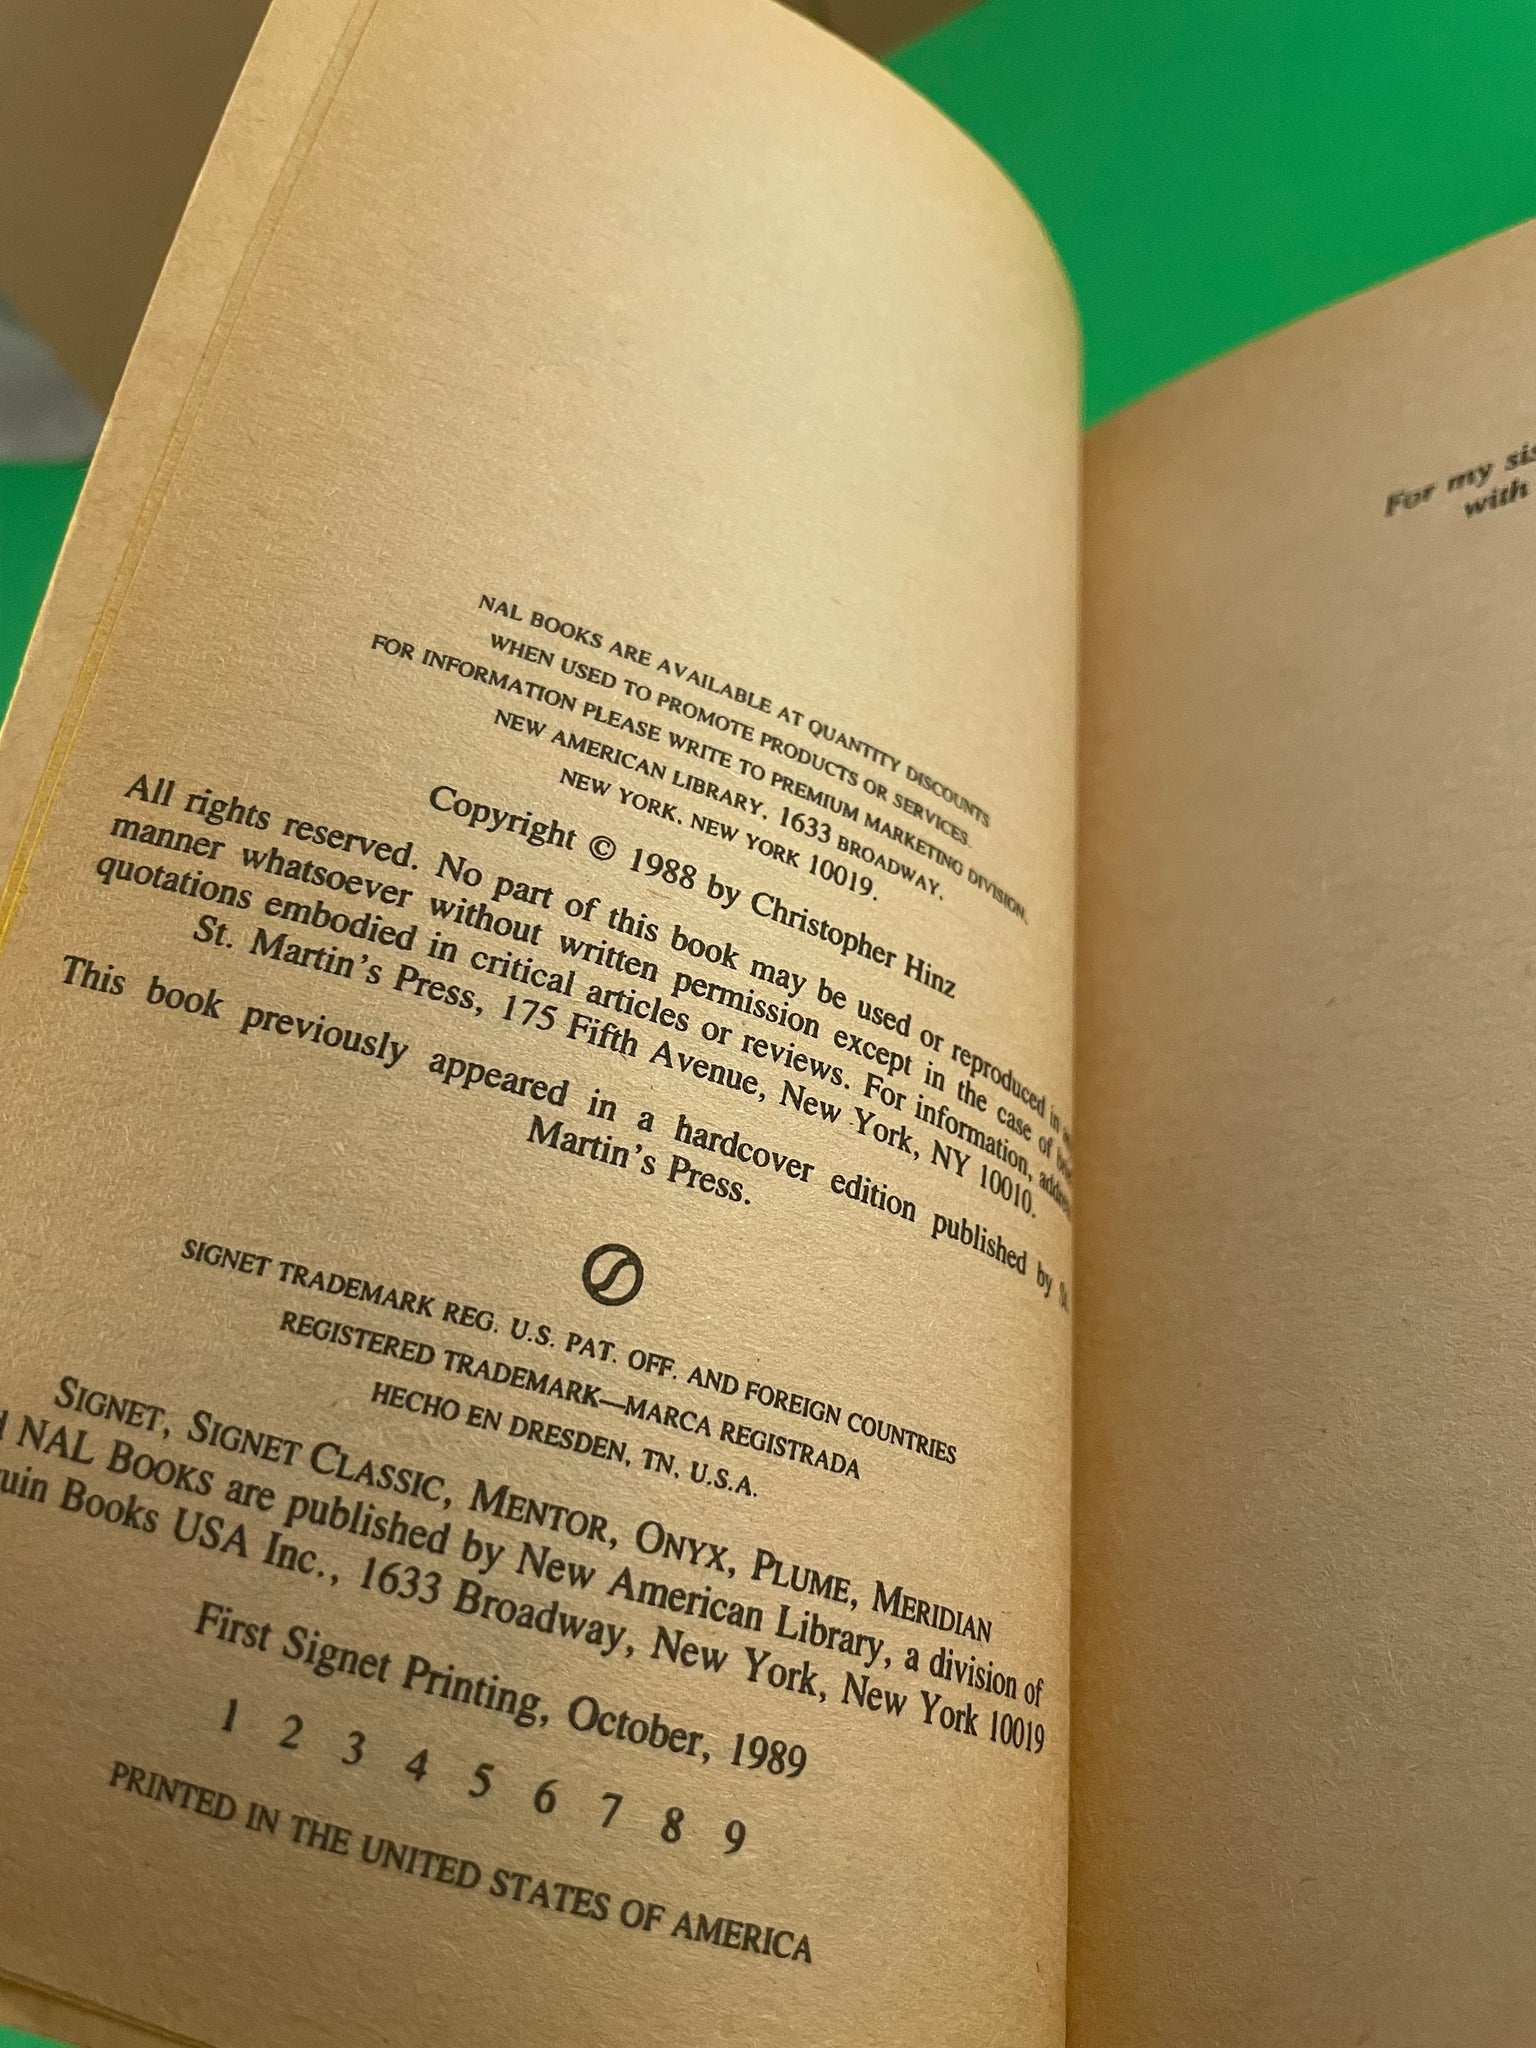 NAL BOOKS ARE AVAILABLE AT QUANTITY DISCOUNTS
WHEN USED TO PROMOTE PRODUCTS OR SERVICES.
FOR INFORMATION PLEASE WRITE TO PREMIUM MARKETING DIVISION,
NEW AMERICAN LIBRARY, 1633 BROADWAY,
NEW YORK, NEW YORK 10019.
Copyright © 1988 by Christopher Hinz
All rights reserved. No part of this book may be used or reproduced in
manner whatsoever without written permission except in the case of
quotations embodied in critical articles or reviews. For information,
St. Martin's Press, 175 Fifth Avenue, New York, NY 10010.
This book previously appeared in a hardcover edition published by St.
Martin's Press.
SIGNET TRADEMARK REG. U.S. PAT. OFF. AND FOREIGN COUNTRIES
REGISTERED TRADEMARK—MARCA REGISTRADA
HECHO EN DRESDEN, TN, U.S.A.
SIGNET, SIGNET CLASSIC, MENTOR, ONYX, PLUME, MERIDIAN
NAL BOOKS are published by New American Library, a division of
uin Books USA Inc., 1633 Broadway, New York, New York 10019
First Signet Printing, October, 1989
1 2 3 4 5 6 7 8 9
PRINTED IN THE UNITED STATES OF AMERICA
For my sis
with